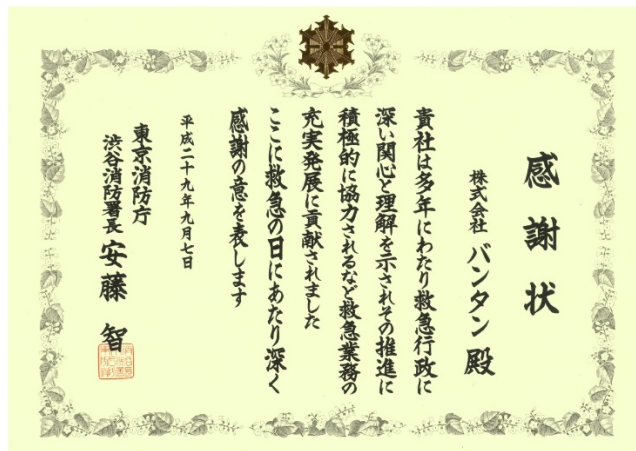 感謝状
株式会社 バンタン 殿
貴社は多年にわたり救急行政に
深い関心と理解を示されその推進に
積極的に協力されるなど救急業務の
充実発展に貢献されました
ここに救急の日にあたり深く
感謝の意を表します
平成二十九年九月七日
東京消防庁
渋谷消防署長 安藤 智